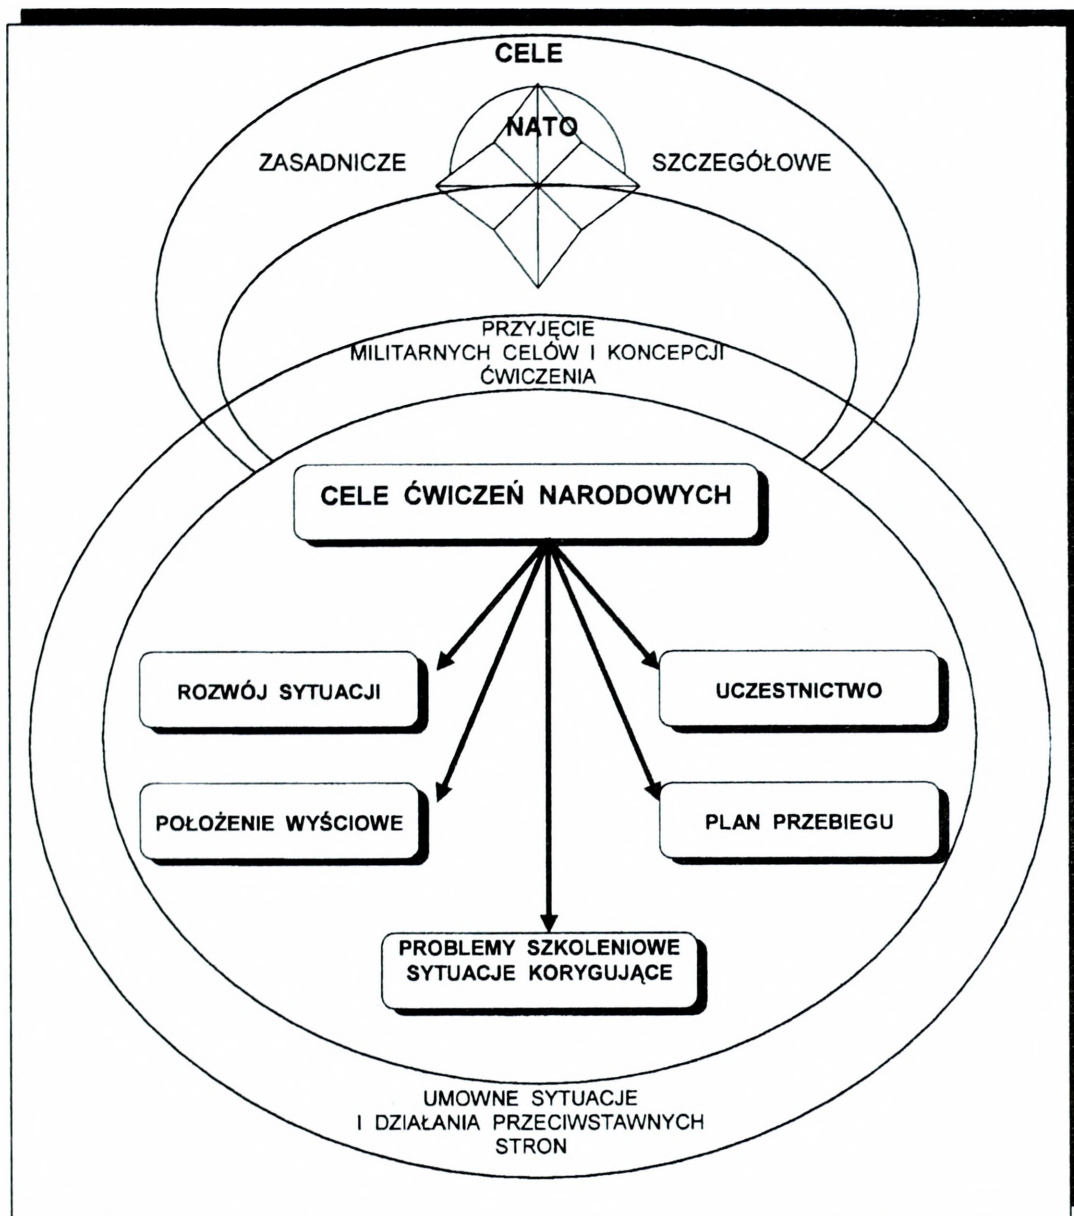 CELE
NATO
ZASADNICZE
SZCZEGÓŁOWE
PRZYJĘCIE
MILITARNYCH CELÓW I KONCEPCJI
ĆWICZENIA
CELE ĆWICZEŃ NARODOWYCH
ROZWÓJ SYTUACJI
UCZESTNICTWO
POŁOŻENIE WYŚCIOWE
PLAN PRZEBIEGU
PROBLEMY SZKOLENIOWE
SYTUACJE KORYGUJĄCE
UMOWNE SYTUACJE
I DZIAŁANIA PRZECIWSTAWNYCH
STRON